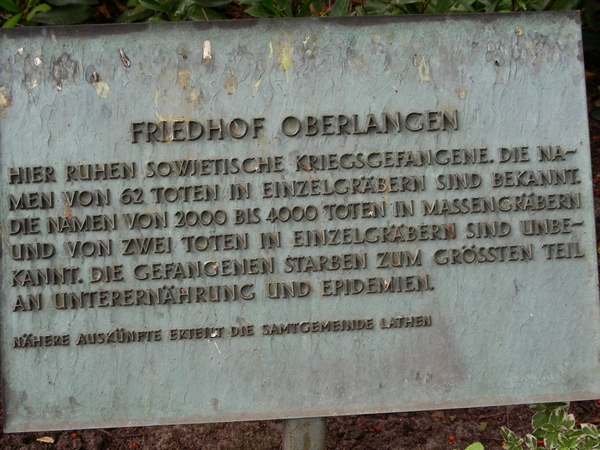 FRIEDHOF OBERLANGEN
HIER RUHEN SOWJETISCHE KRIEGSGEFANGENE. DIE NA-
MEN VON 62 TOTEN IN EINZELGRÄBERN SIND BEKANNT.
DIE NAMEN VON 2000 BIS 4000 TOTEN IN MASSENGRÄBERN
UND VON ZWEI TOTEN IN EINZELGRÄBERN SIND UNBE-
KANNT. DIE GEFANGENEN STARBEN ZUM GRÖSSTEN TEIL
AN UNTERERNÄHRUNG UND EPIDEMIEN.
NÄHERE AUSKÜNFTE ERTEILT DIE SAMTGEMEINDE LATHEN